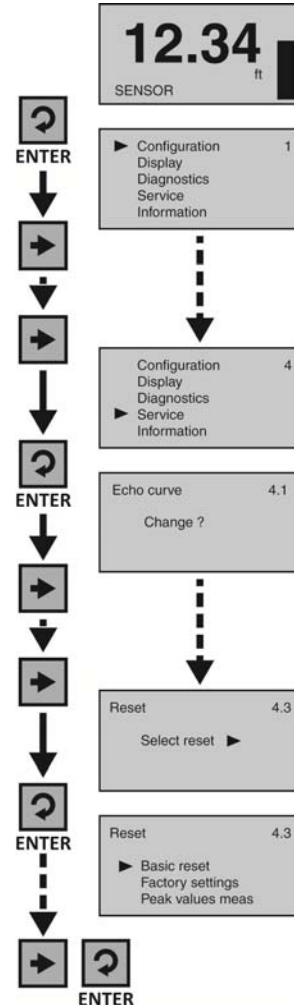 12.34
ft
SENSOR
ENTER
Configuration 1
Display
Diagnostics
Service
Information
Configuration 4
Display
Diagnostics
Service
Information
ENTER
Echo curve 4.1
Change ?
Reset 4.3
Select reset
ENTER
Reset 4.3
Basic reset
Factory settings
Peak values meas
ENTER